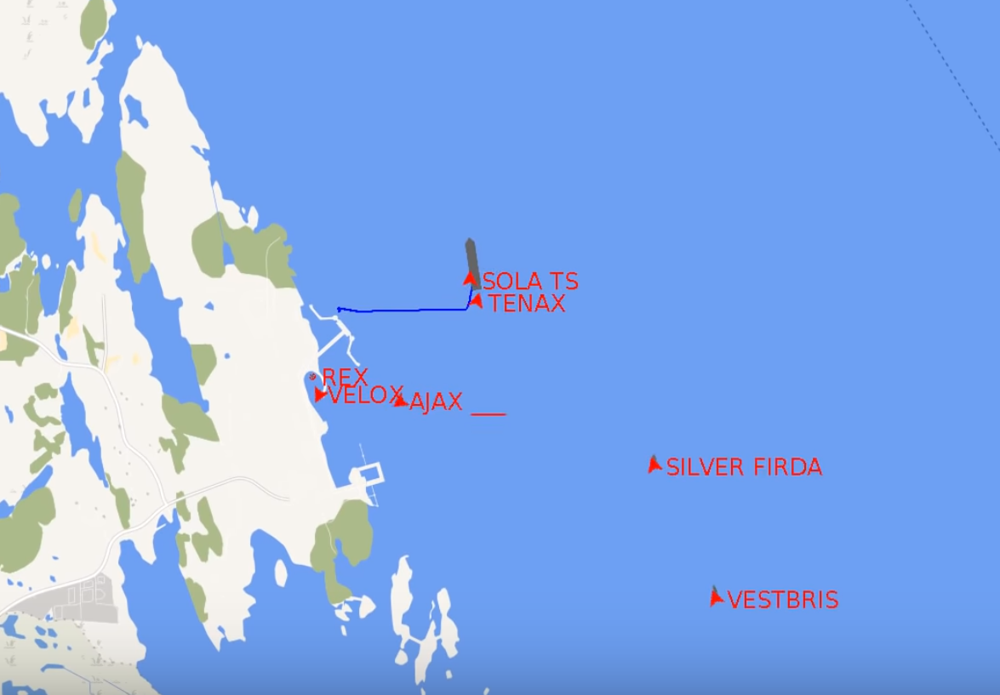 SOLA TS
TENAX
REX
VELOX
AJAX ___
SILVER FIRDA
VESTBRIS